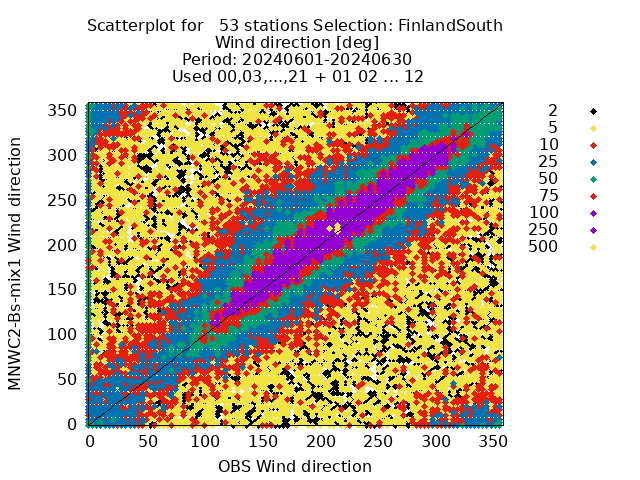 Scatterplot for   53 stations Selection: FinlandSouth
Wind direction [deg]
Period: 20240601-20240630
Used 00,03,...,21 + 01 02 ... 12
MNWC2-Bs-mix1 Wind direction
350
300
250
200
150
100
50
0
0 50 100 150 200 250 300 350
OBS Wind direction
2
5
10
25
50
75
100
250
500